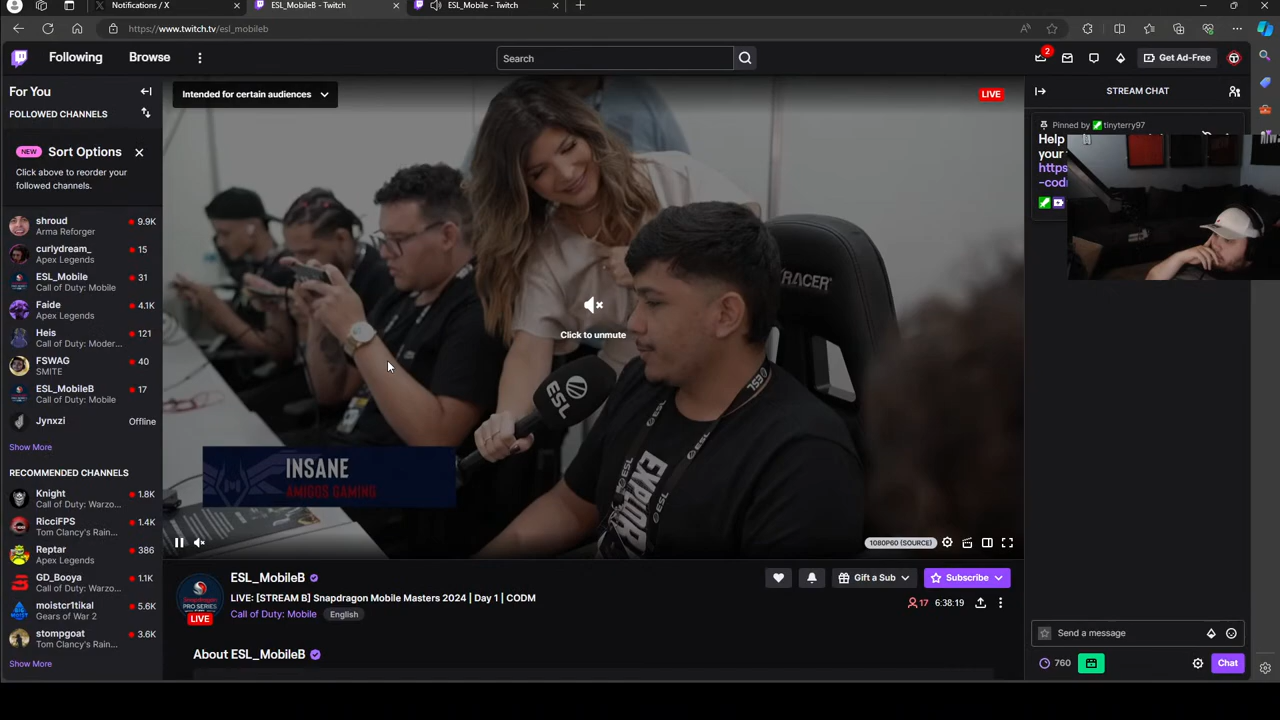 Notifications / X
ESL_MobileB - Twitch
ESL_Mobile - Twitch
https://www.twitch.tv/esl_mobileb
Following
Browse
Search
2
Get Ad-Free
For You
FOLLOWED CHANNELS
NEW Sort Options
Click above to reorder your
followed channels.
shroud 9.9K
Arma Reforger
curlydream_ 15
Apex Legends
ESL_Mobile 31
Call of Duty: Mobile
Faide 4.1K
Apex Legends
Heis 121
Call of Duty: Moder...
FSWAG 40
SMITE
ESL_MobileB 17
Call of Duty: Mobile
Jynxzi Offline
Show More
RECOMMENDED CHANNELS
Knight 1.8K
Call of Duty: Warzo...
RicciFPS 1.4K
Tom Clancy's Rain...
Reptar 386
Apex Legends
GD_Booya 1.1K
Call of Duty: Warzo...
moistcr1tikal 5.6K
Gears of War 2
stompgoat 3.6K
Tom Clancy's Rain...
Show More
Intended for certain audiences
LIVE
XRACER
Click to unmute
ESL
INSANE
AMIGOS GAMING
ESL
1080P60 (SOURCE)
LIVE
ESL_MobileB
LIVE: [STREAM B] Snapdragon Mobile Masters 2024 | Day 1 | CODM
Call of Duty: Mobile English
Gift a Sub
Subscribe
17 6:38:19
About ESL_MobileB
STREAM CHAT
Pinned by tinyterry97
Help
your
https
-codm
Send a message
760
Chat